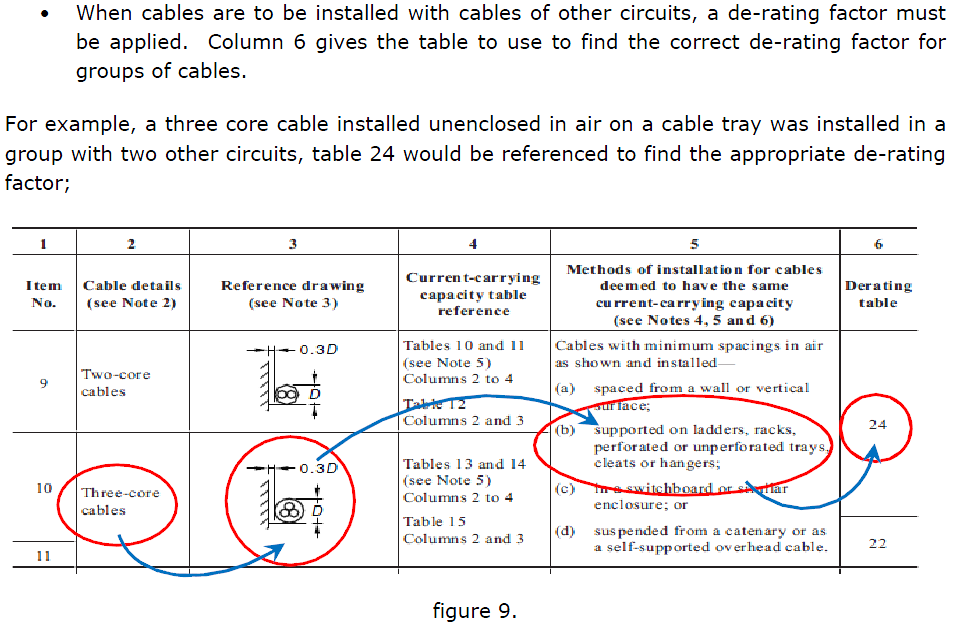 • When cables are to be installed with cables of other circuits, a de-rating factor must
be applied. Column 6 gives the table to use to find the correct de-rating factor for
groups of cables.
For example, a three core cable installed unenclosed in air on a cable tray was installed in a
group with two other circuits, table 24 would be referenced to find the appropriate de-rating
factor;
1 2 3 4 5 6
Item No. Cable details (see Note 2) Reference drawing (see Note 3) Current-carrying capacity table reference Methods of installation for cables deemed to have the same current-carrying capacity (see Notes 4, 5 and 6) Derating table
9
Two-core
cables
0.3D
D
Tables 10 and 11
(see Note 5)
Columns 2 to 4
Table 12
Columns 2 and 3
10
Three-core
cables
11
0.3D
D
Tables 13 and 14
(see Note 5)
Columns 2 to 4
Table 15
Columns 2 and 3
Cables with minimum spacings in air
as shown and installed—
(a) spaced from a wall or vertical
surface;
(b) supported on ladders, racks,
perforated or unperforated trays,
cleats or hangers;
(c) in a switchboard or similar
enclosure; or
(d) suspended from a catenary or as
a self-supported overhead cable.
24
22
figure 9.